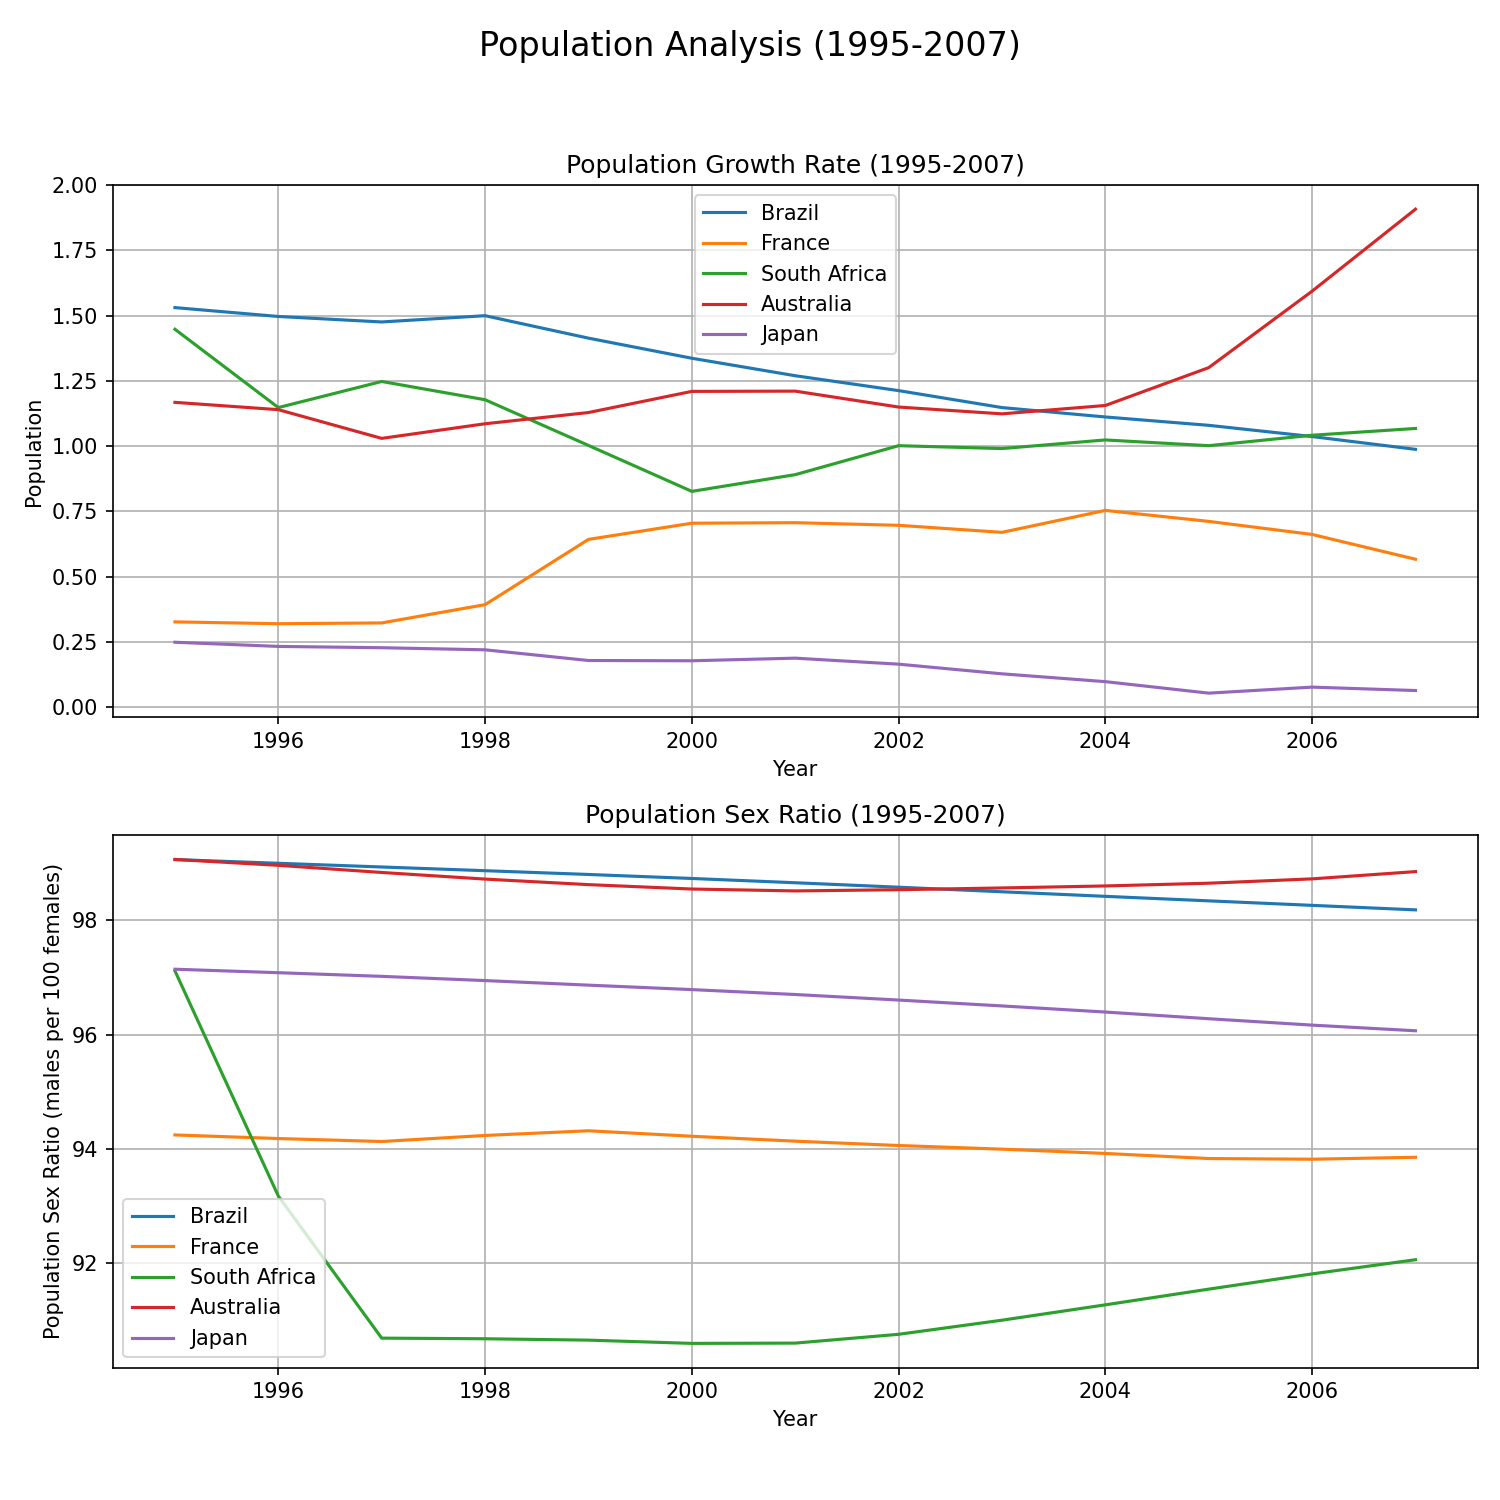 Population Analysis (1995-2007)
Population Growth Rate (1995-2007)
Population
2.00
1.75
1.50
1.25
1.00
0.75
0.50
0.25
0.00
Brazil
France
South Africa
Australia
Japan
1996 1998 2000 2002 2004 2006
Year
Population Sex Ratio (1995-2007)
Population Sex Ratio (males per 100 females)
98
96
94
92
Brazil
France
South Africa
Australia
Japan
1996 1998 2000 2002 2004 2006
Year